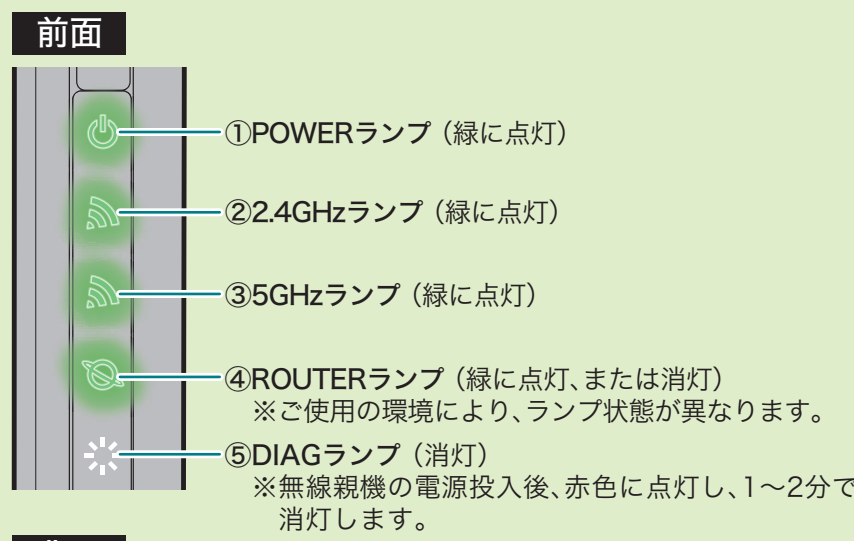 前面
①POWERランプ（緑に点灯）
②2.4GHzランプ（緑に点灯）
③5GHzランプ（緑に点灯）
④ROUTERランプ（緑に点灯、または消灯）
※ご使用の環境により、ランプ状態が異なります。
⑤DIAGランプ（消灯）
※無線親機の電源投入後、赤色に点灯し、1～2分で
消灯します。